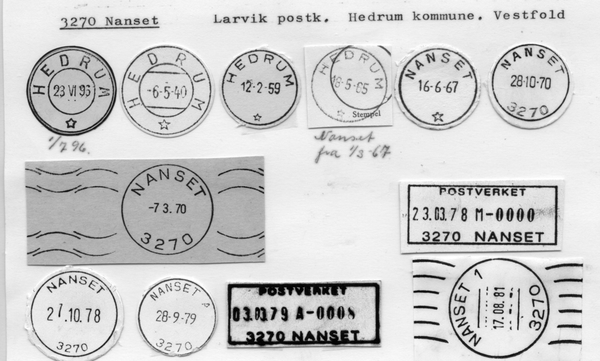 3270 Nanset Larvik postk. Hedrum kommune. Vestfold
HEDRUM
23 VI 96
HEDRUM
-6-5-40
HEDRUM
12-2-59
HEDRUM
16-5-65
Stempel
NANSET
16-6-67
NANSET
28-10-70
3270
1/7 96.
Nanset
fra 1/3-67
NANSET
-7 3.70
3270
POSTVERKET
23.03.78 M-0000
3270 NANSET
NANSET
27.10.78
3270
NANSET P
28-9-79
3270
POSTVERKET
03.03.79 A-0008
3270 NANSET
NANSET 1
17.08.81
3270